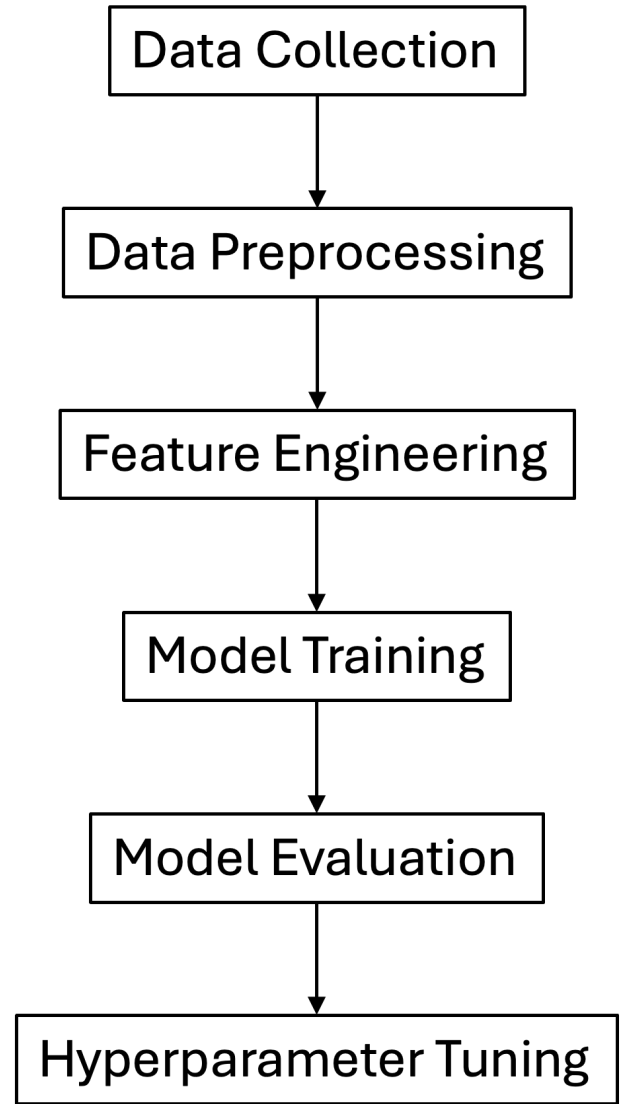 Data Collection
Data Preprocessing
Feature Engineering
Model Training
Model Evaluation
Hyperparameter Tuning